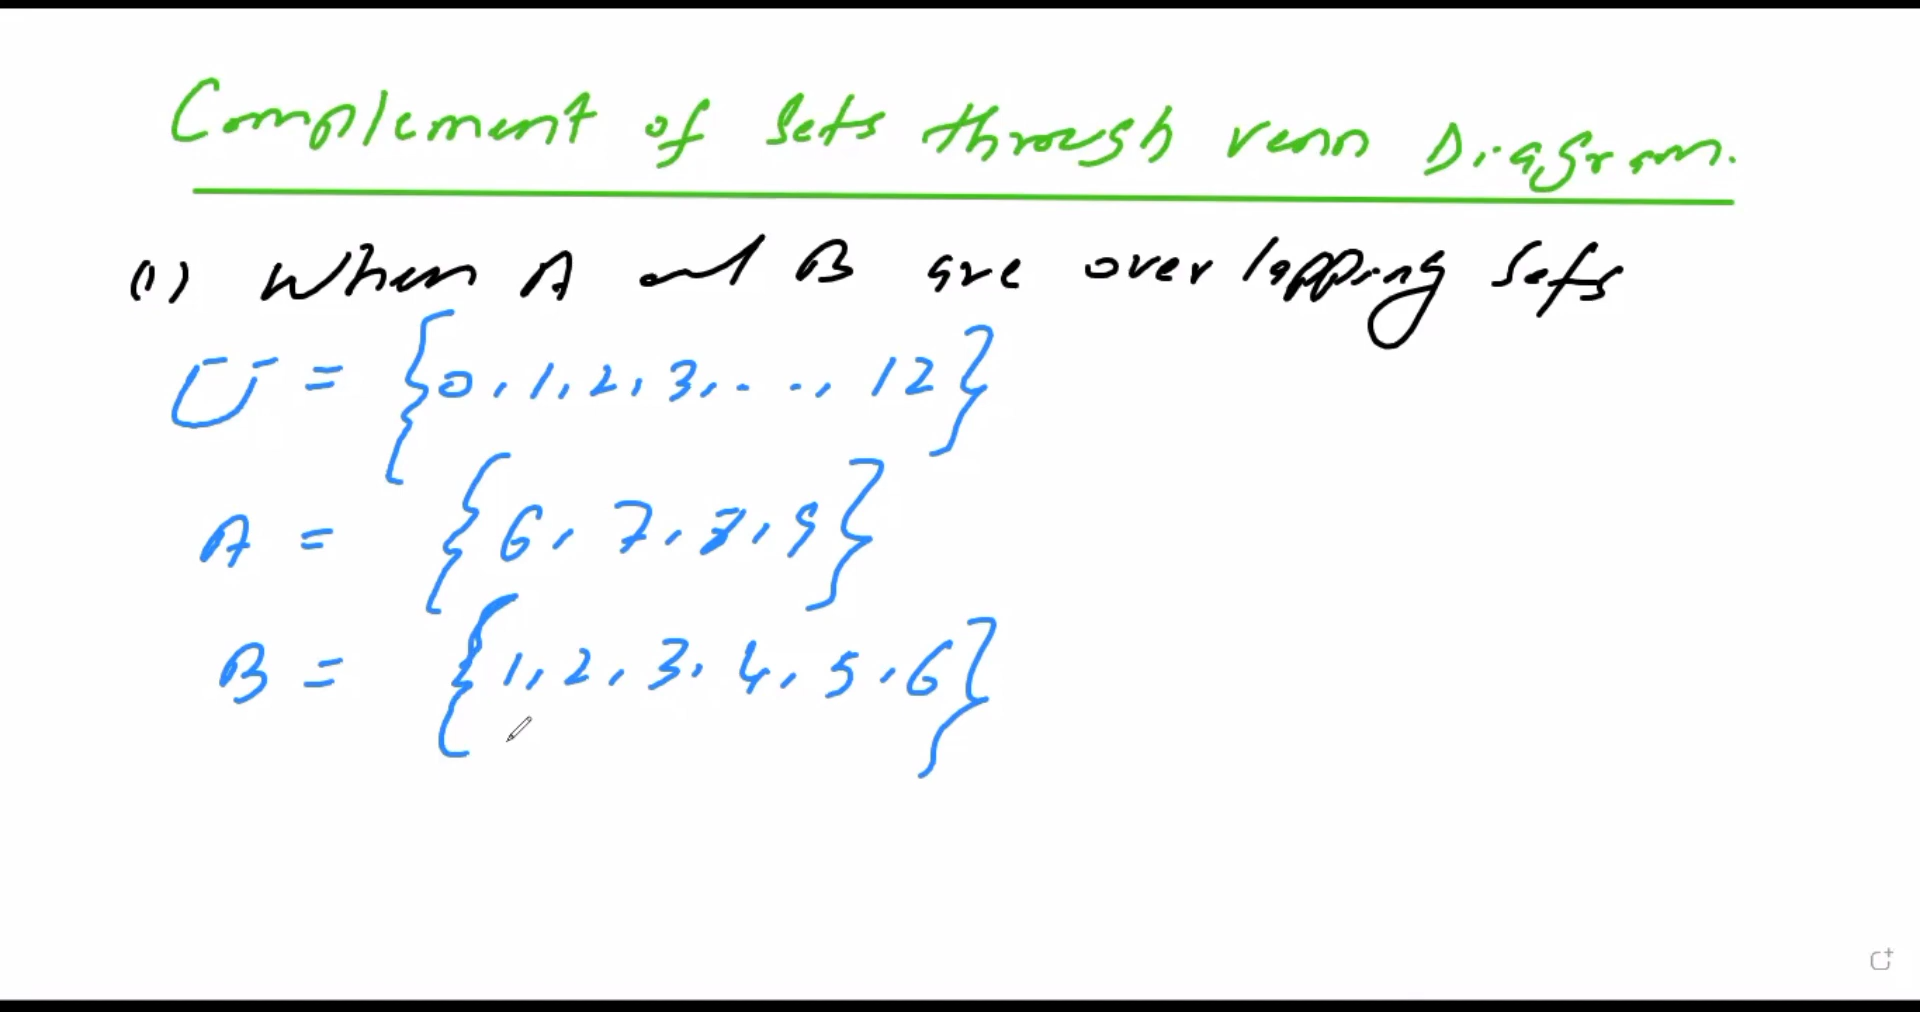 Complement of Sets through venn Diagram.
(1) When A and B are overlapping sets
U = {0, 1, 2, 3, . . ., 12}
A = {6, 7, 7, 9}
B = {1, 2, 3, 4, 5, 6}